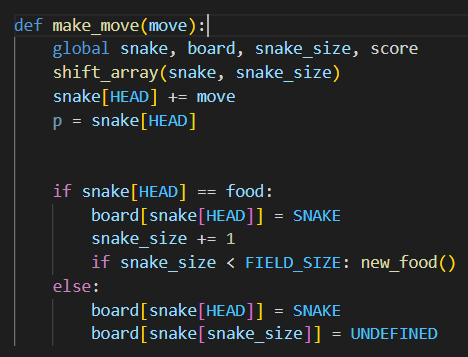 def make_move(move):
    global snake, board, snake_size, score
    shift_array(snake, snake_size)
    snake[HEAD] += move
    p = snake[HEAD]


    if snake[HEAD] == food:
        board[snake[HEAD]] = SNAKE
        snake_size += 1
        if snake_size < FIELD_SIZE: new_food()
    else:
        board[snake[HEAD]] = SNAKE
        board[snake[snake_size]] = UNDEFINED